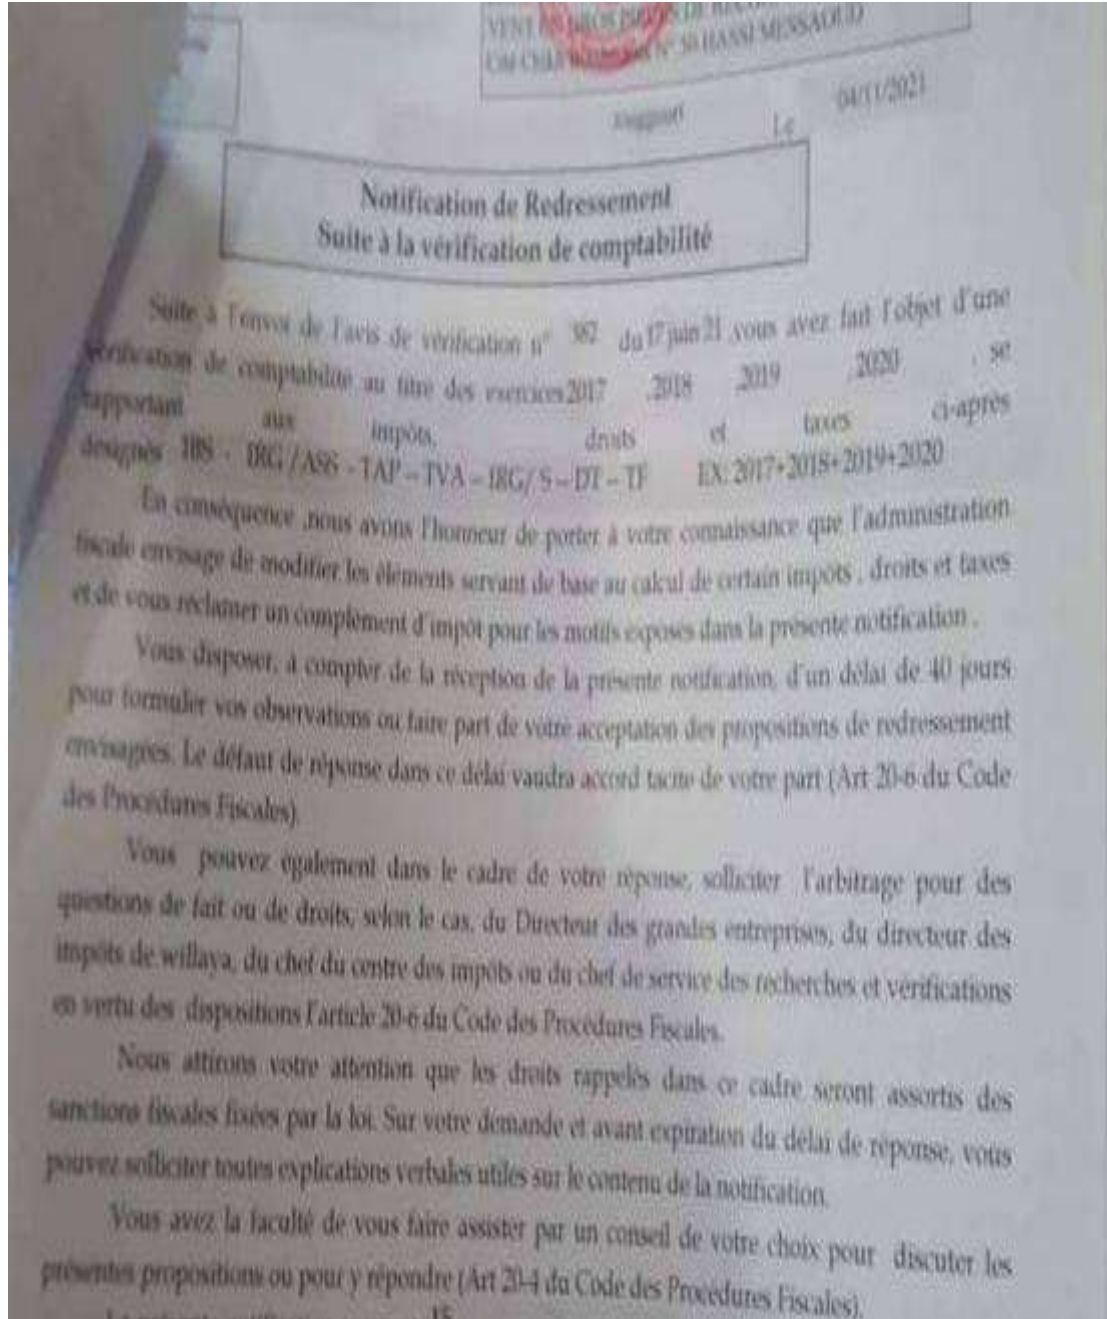 VENT EN GROS
N° 50 HASSI MESSAOUD
Le 04/11/2021
Notification de Redressement
Suite à la vérification de comptabilité
Suite à l'envoi de l'avis de vérification n° 382 du 17 juin 21 vous avez fait l'objet d'une
vérification de comptabilité au titre des exercices 2017 ,2018 ,2019 ,2020 , se
rapportant aux impôts, droits et taxes ci-après
designés IBS - IRG / ASS - TAP – TVA – IRG/ S – DT – TF EX: 2017+2018+2019+2020
En conséquence ,nous avons l'honneur de porter à votre connaissance que l'administration
fiscale envisage de modifier les éléments servant de base au calcul de certain impôts , droits et taxes
et de vous réclamer un complement d'impôt pour les motifs exposés dans la présente notification .
Vous disposer, à compter de la réception de la présente notification, d'un délai de 40 jours
pour formuler vos observations ou faire part de votre acceptation des propositions de redressement
envisagées. Le défaut de réponse dans ce délai vaudra accord tacite de votre part (Art 20-6 du Code
des Procédures Fiscales)
Vous pouvez également dans le cadre de votre réponse, solliciter l'arbitrage pour des
questions de fait ou de droits, selon le cas, du Directeur des grandes entreprises, du directeur des
impôts de willaya, du chef du centre des impôts ou du chef de service des recherches et vérifications
en vertu des dispositions l'article 20-6 du Code des Procédures Fiscales.
Nous attirons votre attention que les droits rappelés dans ce cadre seront assortis des
sanctions fiscales fixées par la loi. Sur votre demande et avant expiration du délai de réponse, vous
pouvez solliciter toutes explications verbales utiles sur le contenu de la notification.
Vous avez la faculté de vous faire assister par un conseil de votre choix pour discuter les
présentes propositions ou pour y répondre (Art 20-4 du Code des Procédures Fiscales).
15